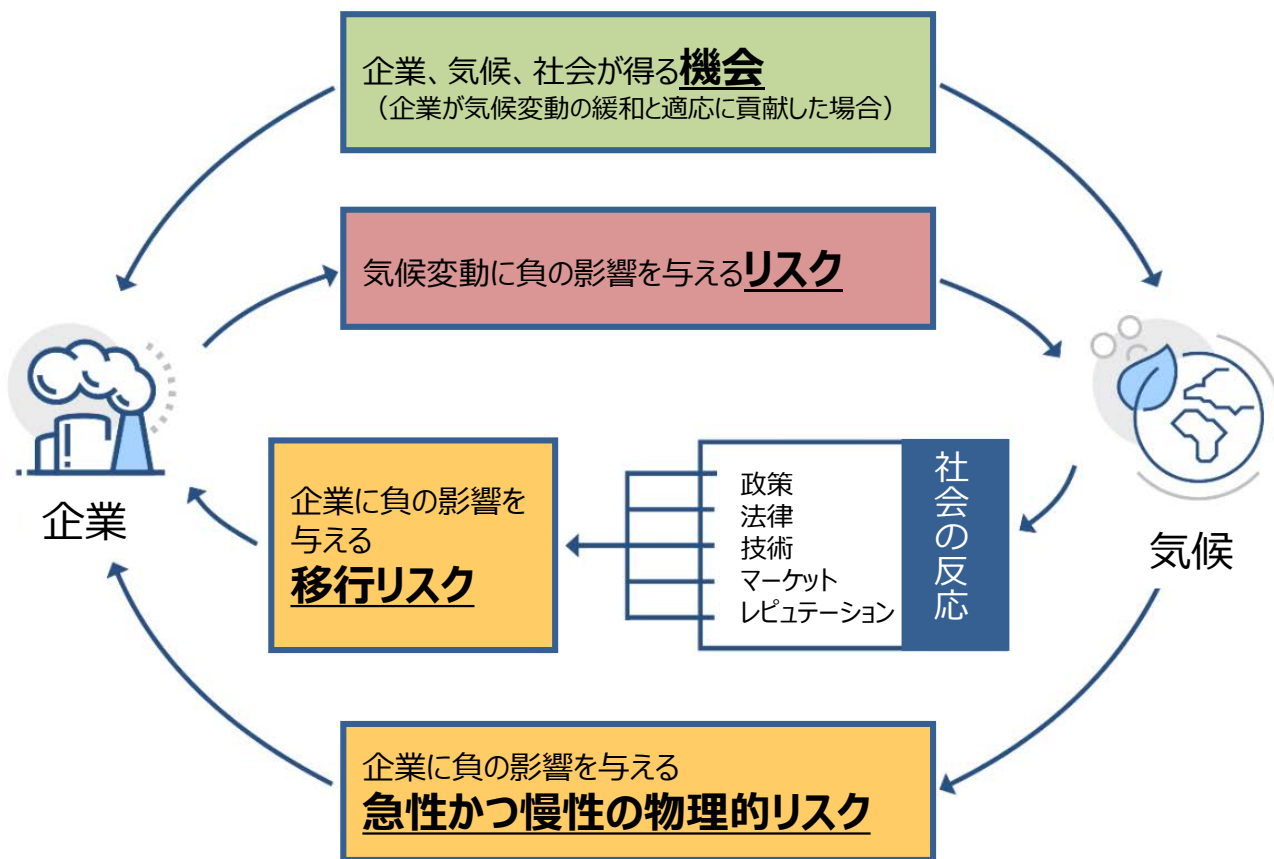 企業、気候、社会が得る機会
（企業が気候変動の緩和と適応に貢献した場合）
気候変動に負の影響を与えるリスク
企業
企業に負の影響を
与える
移行リスク
政策
法律
技術
マーケット
レピュテーション
社会の反応
気候
企業に負の影響を与える
急性かつ慢性の物理的リスク